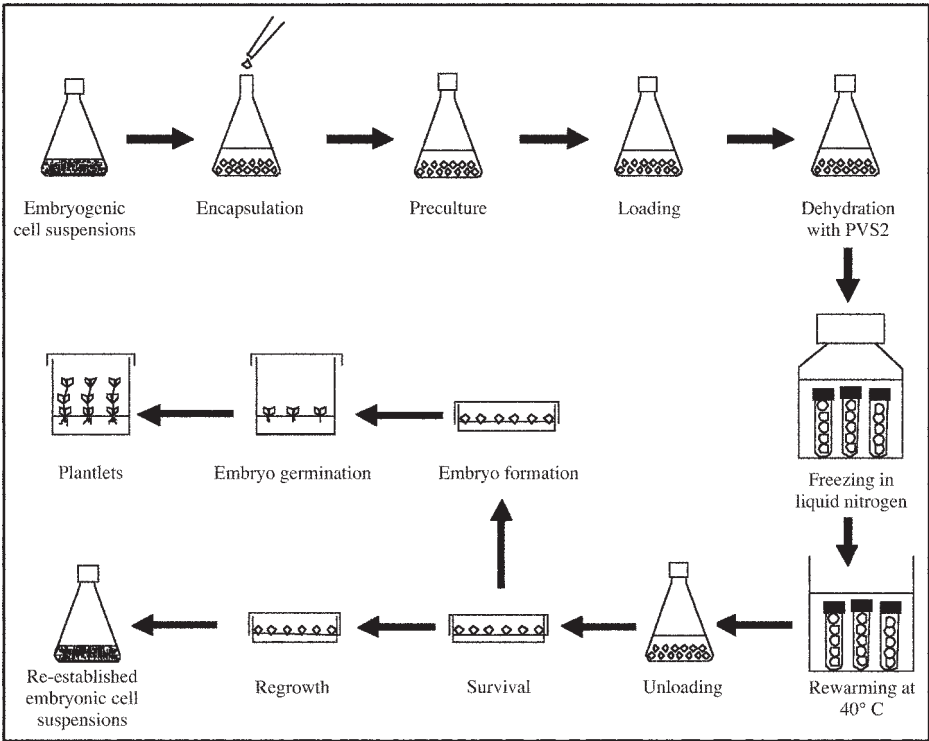 Embryogenic
cell suspensions
Encapsulation
Preculture
Loading
Dehydration
with PVS2
Freezing in
liquid nitrogen
Plantlets
Embryo germination
Embryo formation
Re-established
embryonic cell
suspensions
Regrowth
Survival
Unloading
Rewarming at
40° C